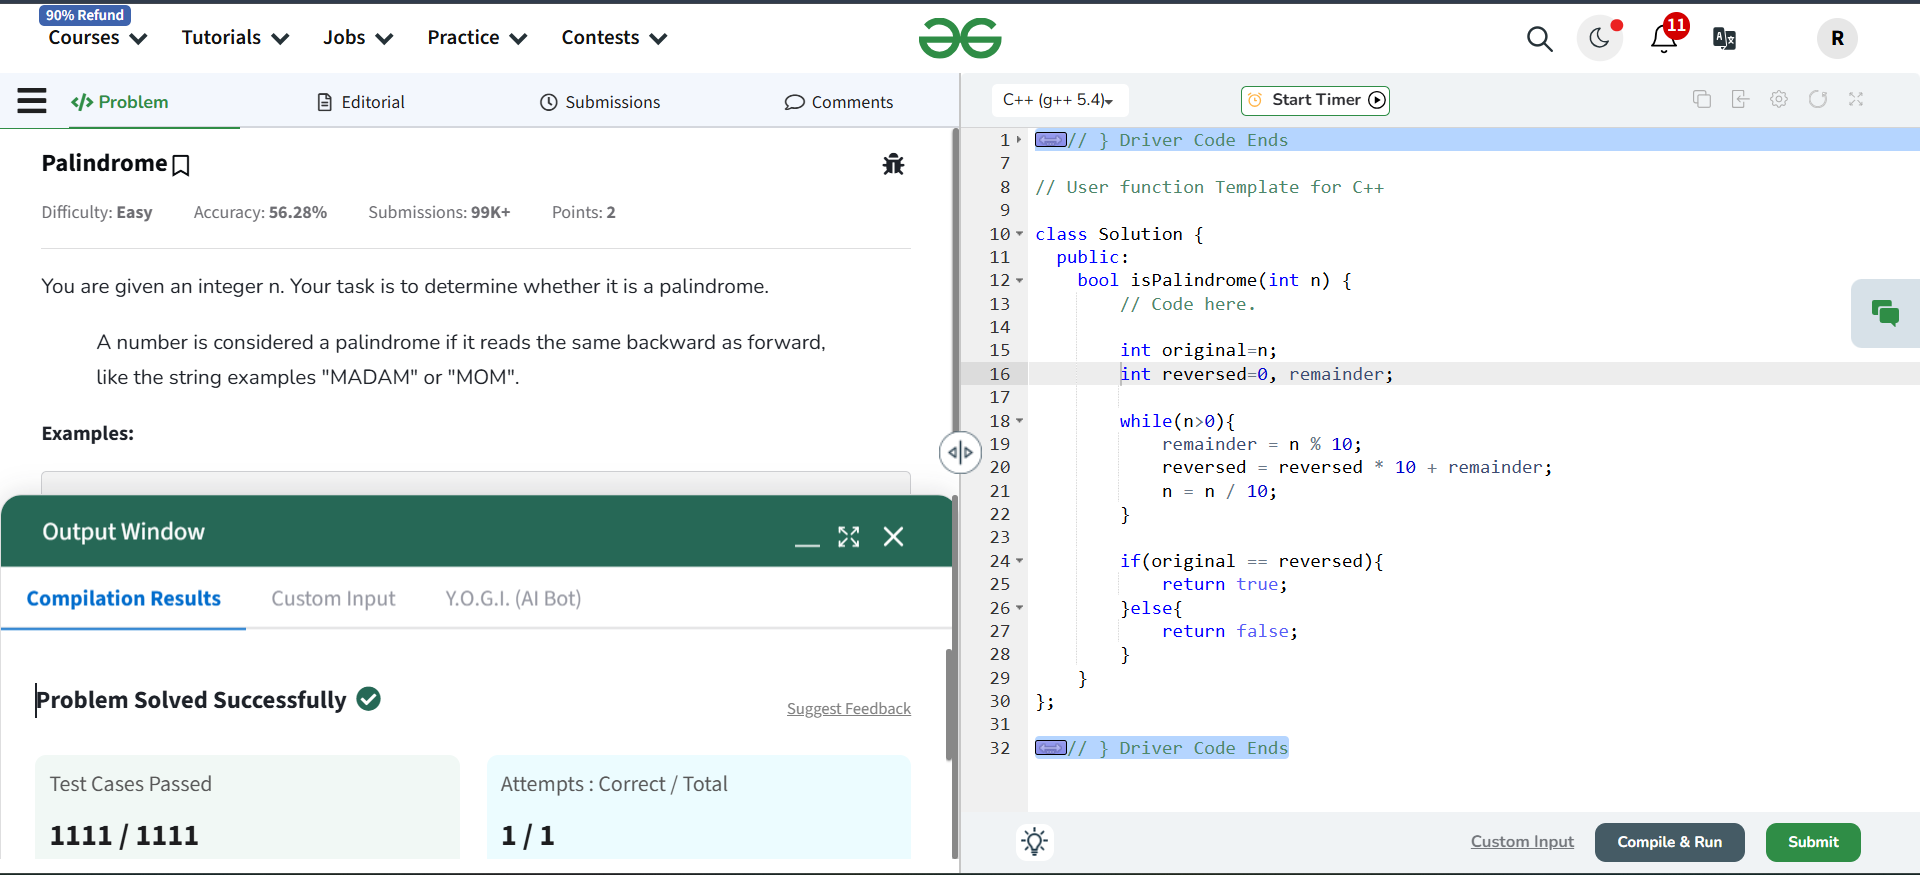 90% Refund
Courses Tutorials Jobs Practice Contests
11
R
</> Problem Editorial Submissions Comments
Palindrome
Difficulty: Easy Accuracy: 56.28% Submissions: 99K+ Points: 2
You are given an integer n. Your task is to determine whether it is a palindrome.
A number is considered a palindrome if it reads the same backward as forward,
like the string examples "MADAM" or "MOM".
Examples:
Output Window
Compilation Results Custom Input Y.O.G.I. (AI Bot)
Problem Solved Successfully
Suggest Feedback
Test Cases Passed
1111 / 1111
Attempts : Correct / Total
1 / 1
C++ (g++ 5.4)
Start Timer
1 // } Driver Code Ends
7
8 // User function Template for C++
9
10 class Solution {
11 public:
12 bool isPalindrome(int n) {
13 // Code here.
14
15 int original=n;
16 int reversed=0, remainder;
17
18 while(n>0){
19 remainder = n % 10;
20 reversed = reversed * 10 + remainder;
21 n = n / 10;
22 }
23
24 if(original == reversed){
25 return true;
26 }else{
27 return false;
28 }
29 }
30 };
31
32 // } Driver Code Ends
Custom Input Compile & Run Submit